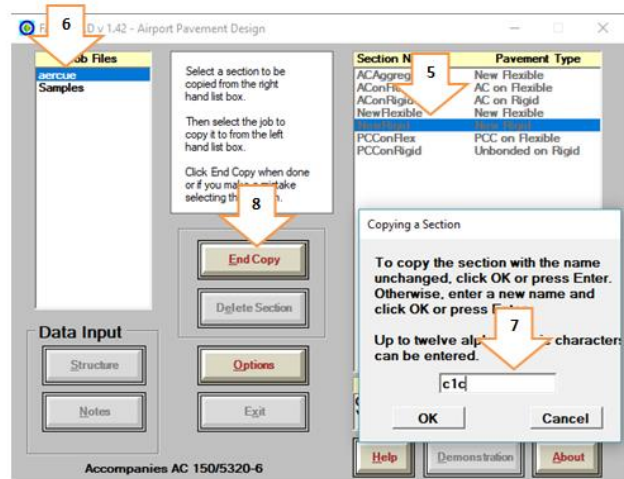 6
D v 1.42 - Airport Pavement Design
Job Files
aercue
Samples
Select a section to be
copied from the right
hand list box.
Then select the job to
copy it to from the left
hand list box.
Click End Copy when done
or if you make a mistake
selecting the
8
End Copy
Delete Section
Data Input
Structure
Options
Notes
Exit
Accompanies AC 150/5320-6
5
Section N Pavement Type
ACAggreg New Flexible
AConFle AC on Flexible
AConRigid AC on Rigid
NewFlexible New Flexible
NewRigid New Rigid
PCConFlex PCC on Flexible
PCConRigid Unbonded on Rigid
Copying a Section
To copy the section with the name
unchanged, click OK or press Enter.
Otherwise, enter a new name and
click OK or press
7
Up to twelve characters
can be entered.
c1c
OK Cancel
Help Demonstration About